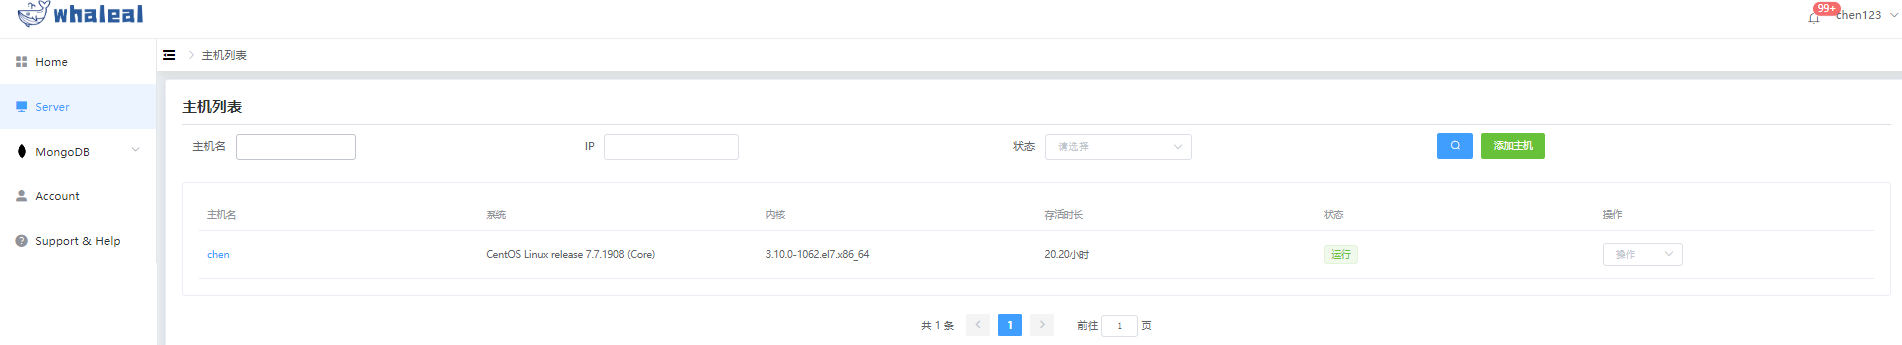 whaleal
99+
chen123
Home
主机列表
Server
主机列表
主机名
IP
状态
请选择
添加主机
MongoDB
Account
Support & Help
主机名 系统 内核 存活时长 状态 操作
chen CentOS Linux release 7.7.1908 (Core) 3.10.0-1062.el7.x86_64 20.20小时 运行 操作
共 1 条 1 前往 1 页